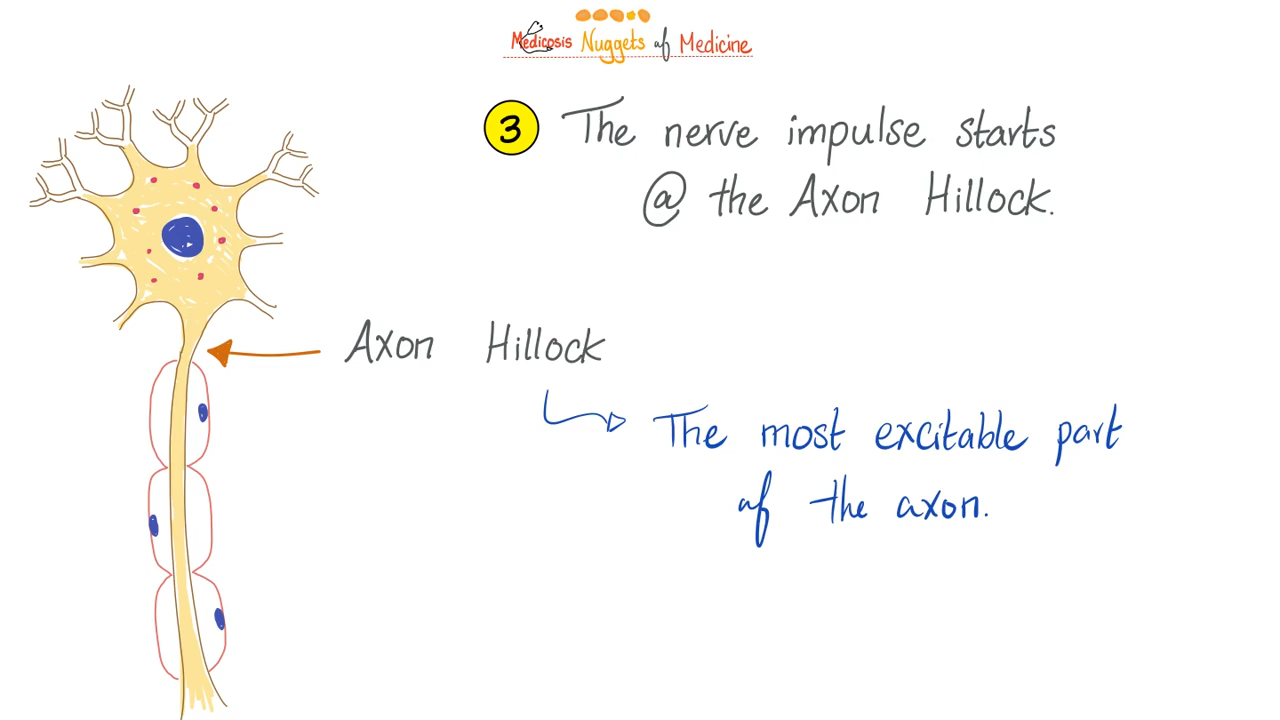 Medicosis Nuggets of Medicine
3 The nerve impulse starts
@ the Axon Hillock.
Axon Hillock
The most excitable part
of the axon.